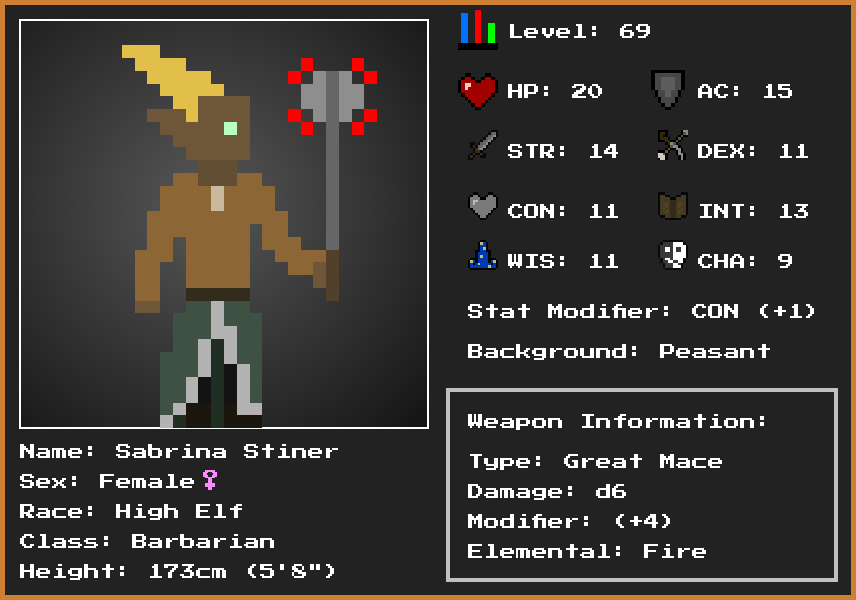 Level: 69
HP: 20 AC: 15
STR: 14 DEX: 11
CON: 11 INT: 13
WIS: 11 CHA: 9
Stat Modifier: CON (+1)
Background: Peasant
Weapon Information:
Type: Great Mace
Damage: d6
Modifier: (+4)
Elemental: Fire
Name: Sabrina Stiner
Sex: Female♀
Race: High Elf
Class: Barbarian
Height: 173cm (5'8")